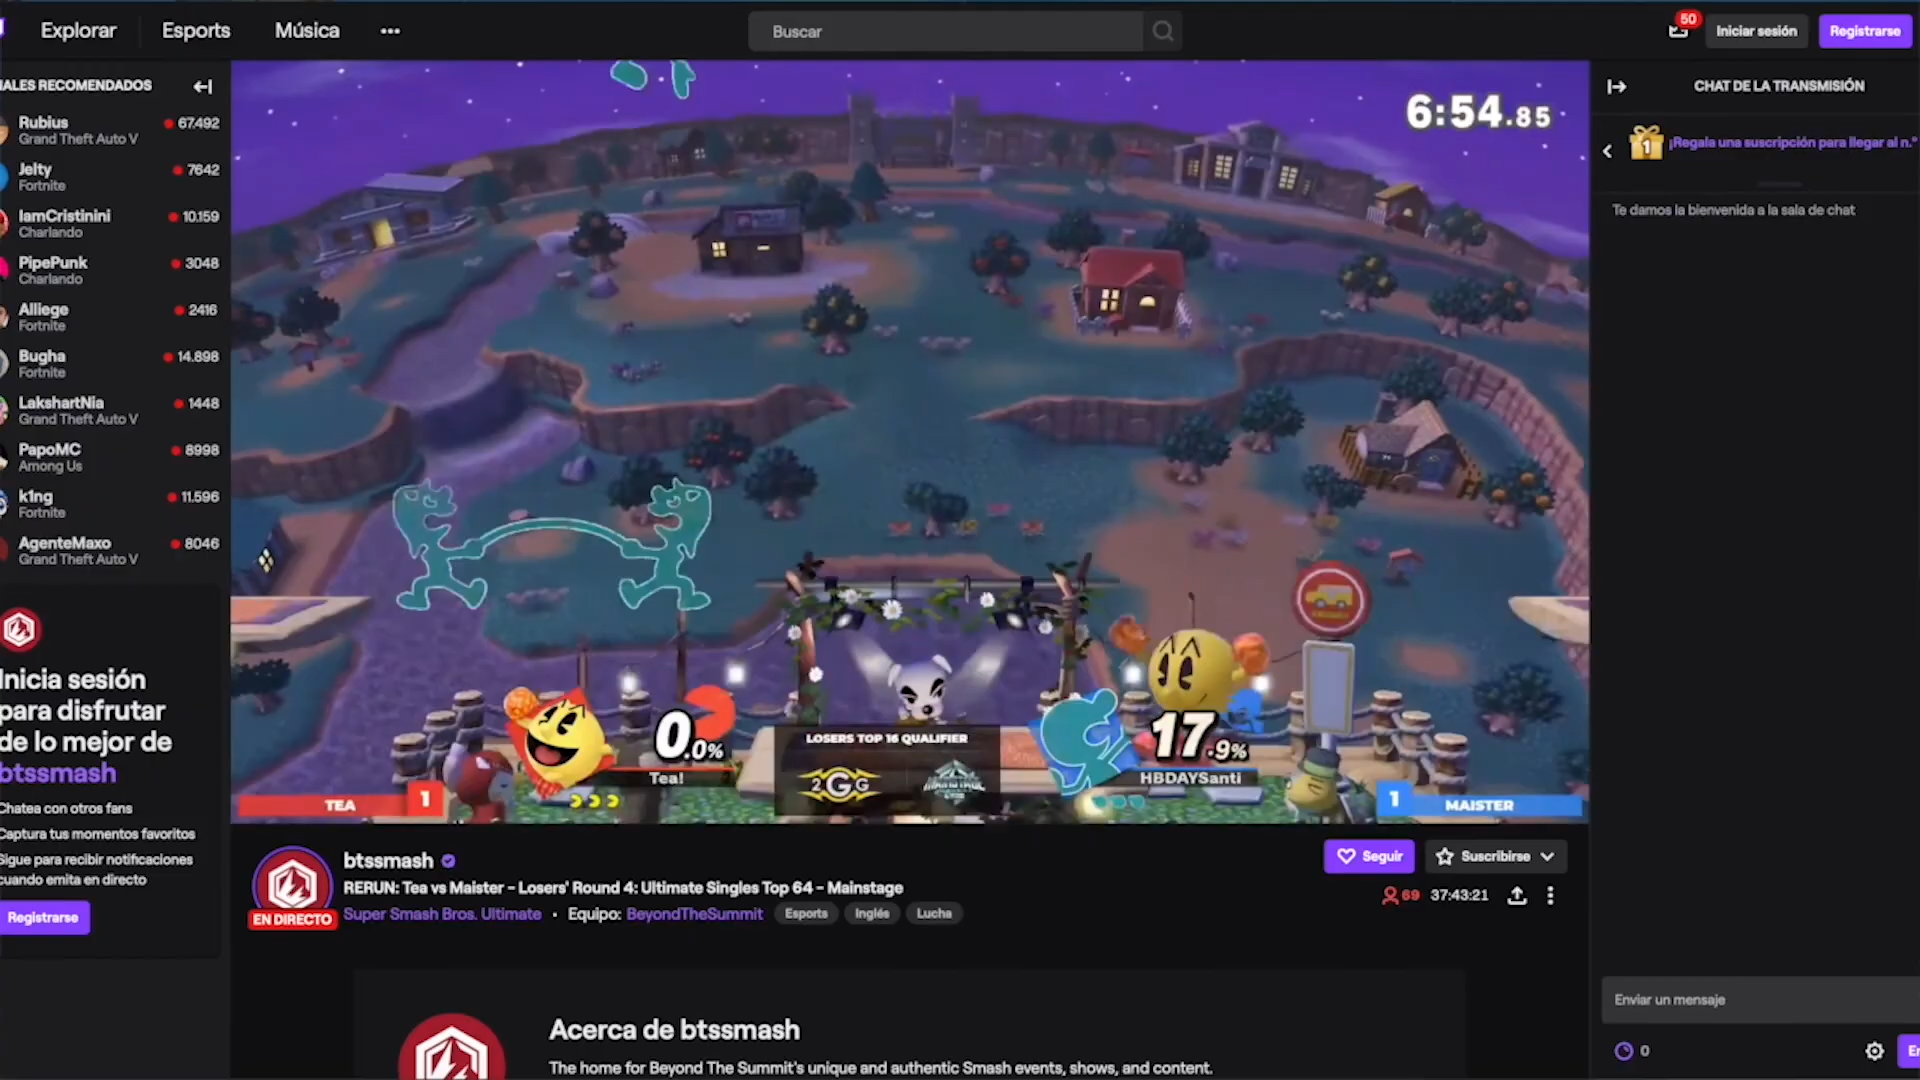 Explorar
Esports
Música
Buscar
50
Iniciar sesión
Registrarse
ALES RECOMENDADOS
Rubius
67.492
Grand Theft Auto V
Jelty
7642
Fortnite
IamCristinini
10.159
Charlando
PipePunk
3048
Charlando
Alliege
2416
Fortnite
Bugha
14.898
Fortnite
LakshartNia
1448
Grand Theft Auto V
PapoMC
8998
Among Us
k1ng
11.596
Fortnite
AgenteMaxo
8046
Grand Theft Auto V
Inicia sesión
para disfrutar
de lo mejor de
btssmash
Chatea con otros fans
Captura tus momentos favoritos
Sigue para recibir notificaciones
cuando emita en directo
Registrarse
6:54.85
0.0%
Tea!
TEA
1
LOSERS TOP 16 QUALIFIER
2GG
MAINSTAGE
17.9%
HBDAYSanti
1
MAISTER
btssmash
RERUN: Tea vs Maister - Losers' Round 4: Ultimate Singles Top 64 - Mainstage
EN DIRECTO
Super Smash Bros. Ultimate • Equipo: BeyondTheSummit
Esports
Inglés
Lucha
Seguir
Suscribirse
69
37:43:21
Acerca de btssmash
The home for Beyond The Summit's unique and authentic Smash events, shows, and content.
CHAT DE LA TRANSMISIÓN
1
¡Regala una suscripción para llegar al n.º
Te damos la bienvenida a la sala de chat
Enviar un mensaje
0
En